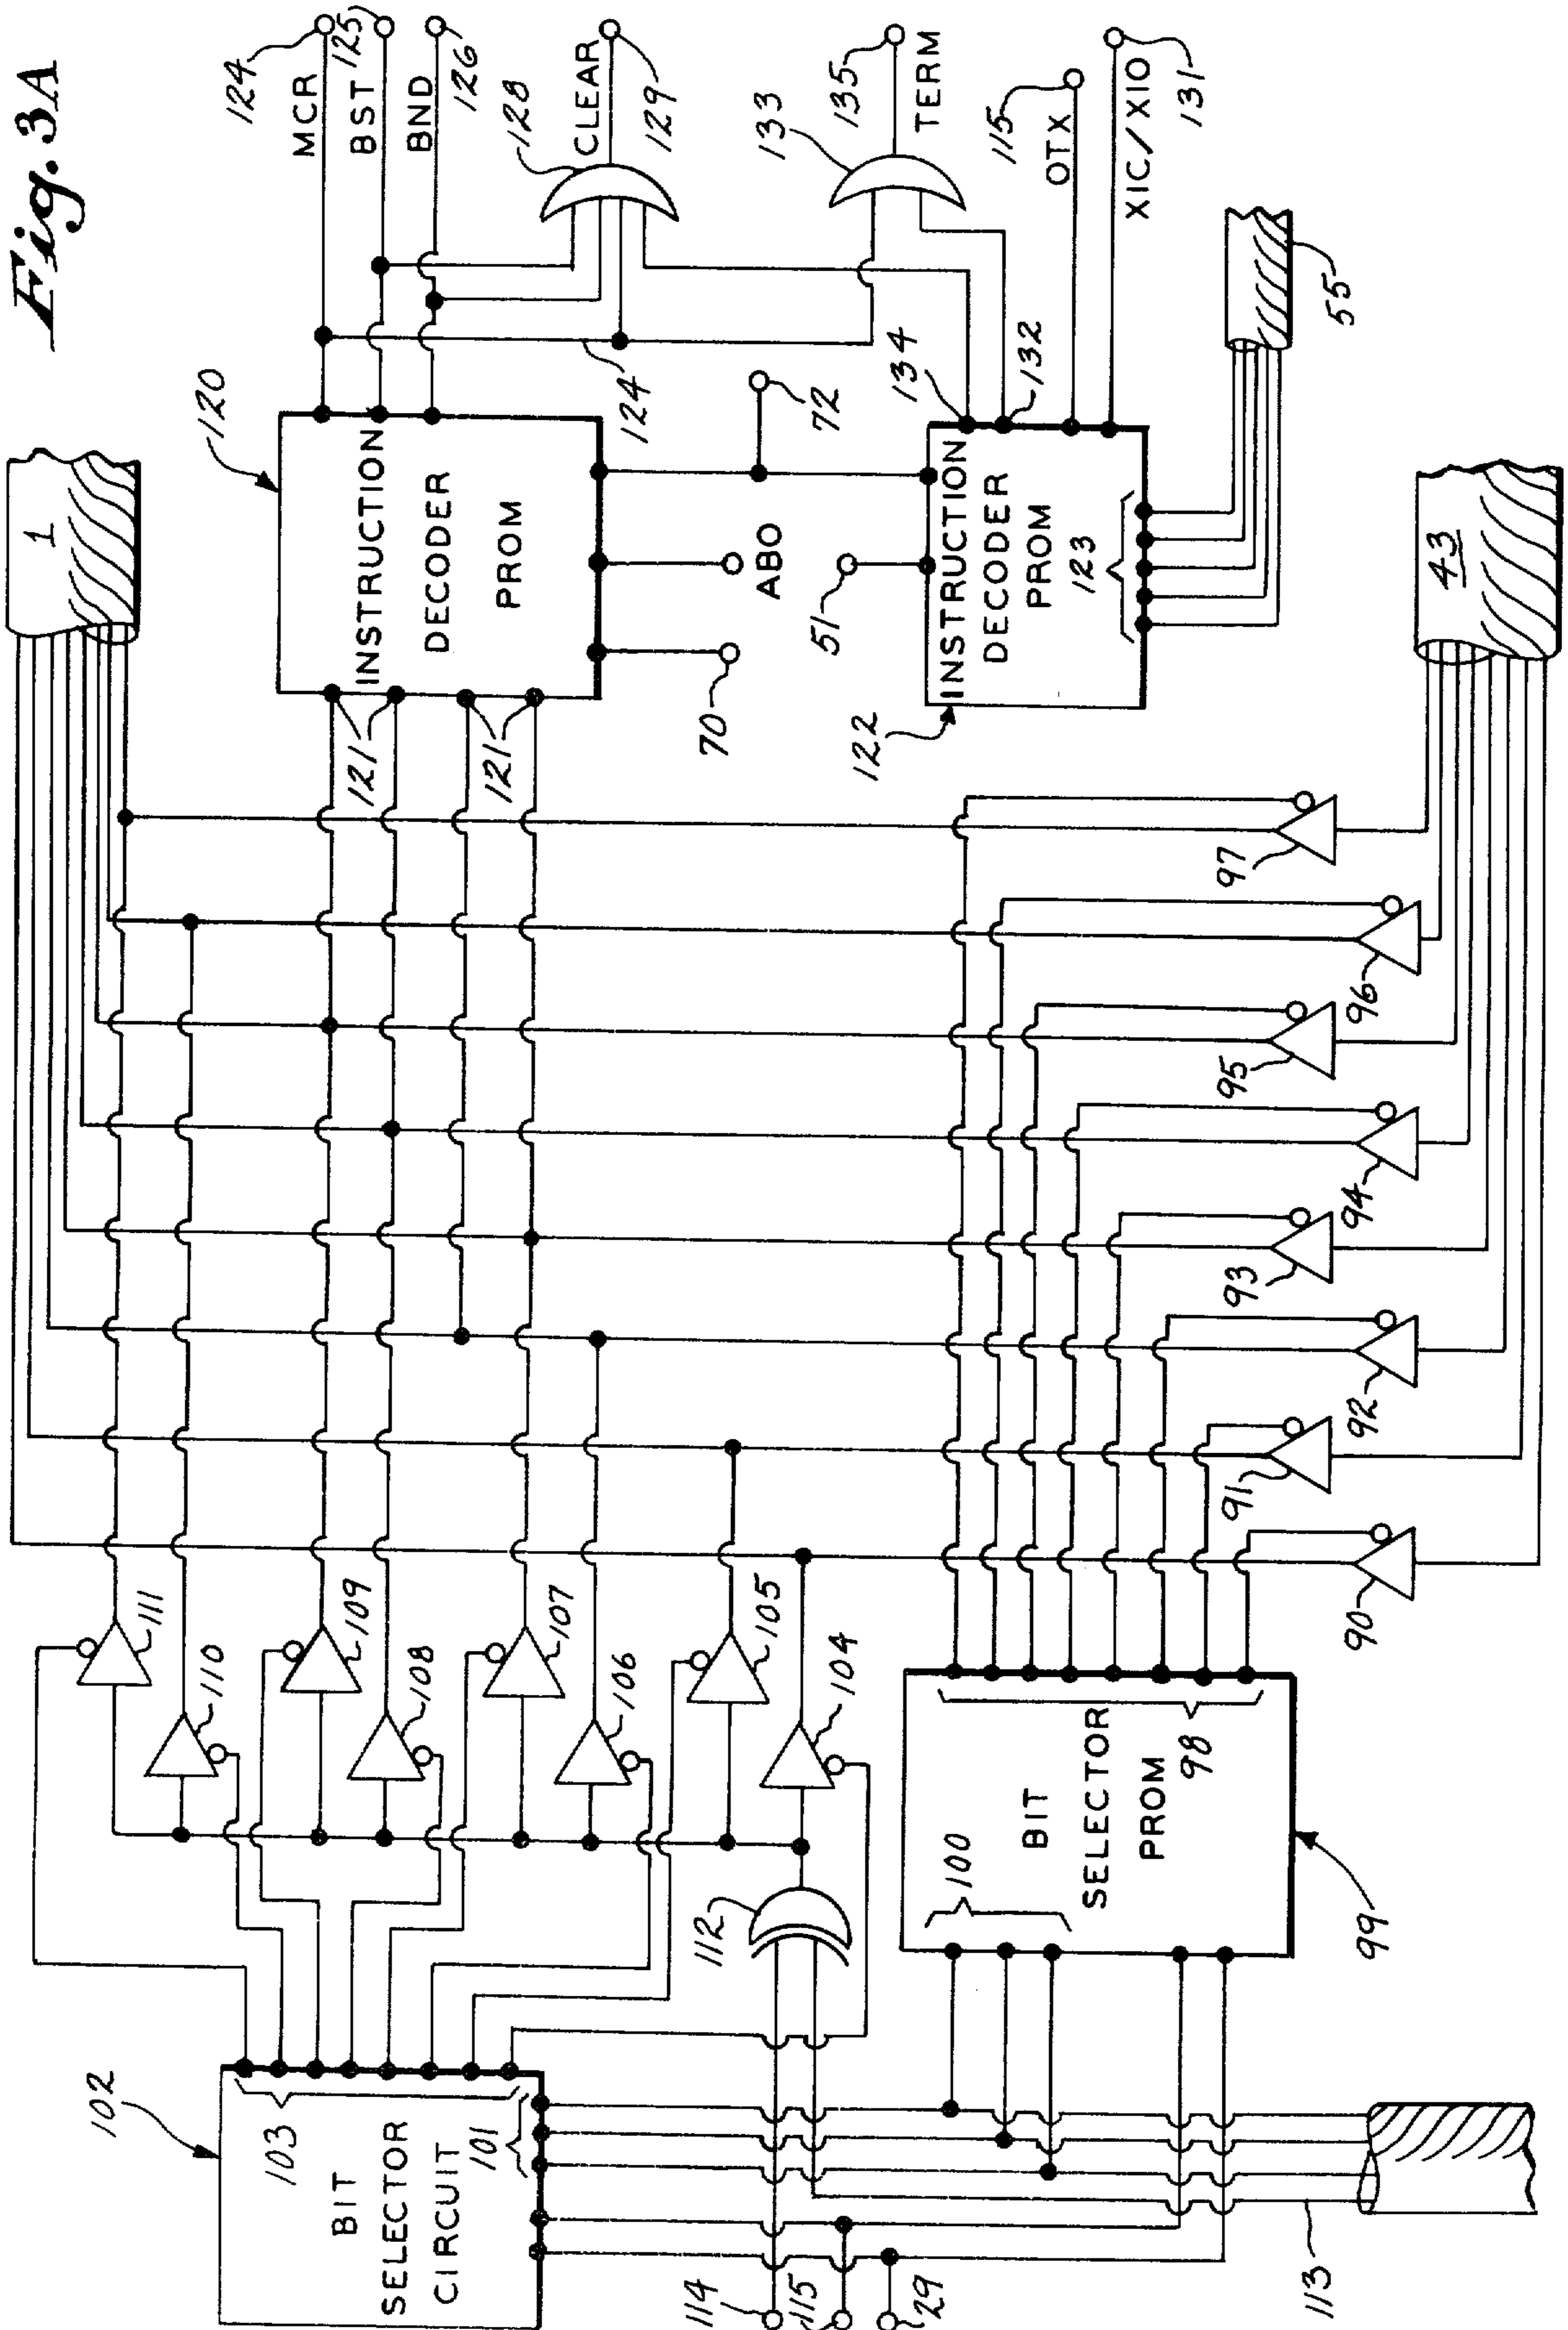 Fig. 3A
1
124
MCR
BST
125
BND
126
128
CLEAR
129
133
135
TERM
115
OTX
XIC/XIO
131
55
120
INSTRUCTION
DECODER
PROM
121
121
124
72
ABO
70
51
134
132
INSTRUCTION
DECODER
PROM
123
122
43
97
96
95
94
93
92
91
90
111
110
109
108
107
106
105
104
112
102
103
BIT
SELECTOR
CIRCUIT
101
100
BIT
SELECTOR
PROM
98
99
114
115
29
113